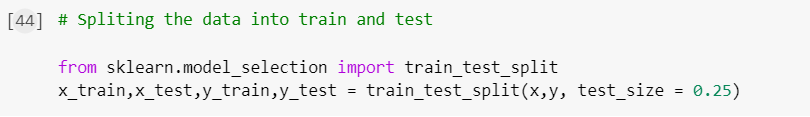 [44] # Spliting the data into train and test
from sklearn.model_selection import train_test_split
x_train,x_test,y_train,y_test = train_test_split(x,y, test_size = 0.25)